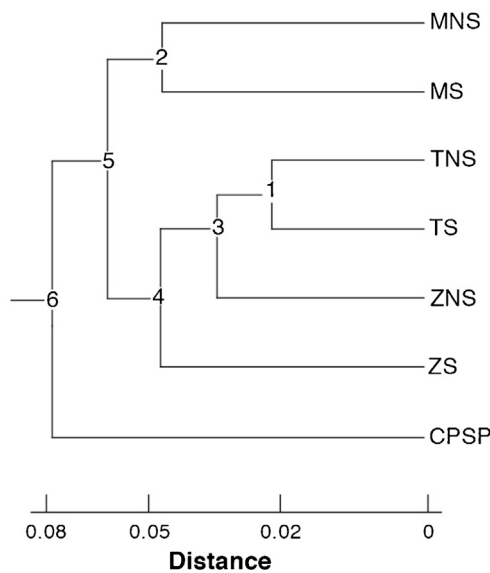 MNS
2
MS
TNS
5
1
3
TS
6
4
ZNS
ZS
CPSP
0.08 0.05 0.02 0
Distance